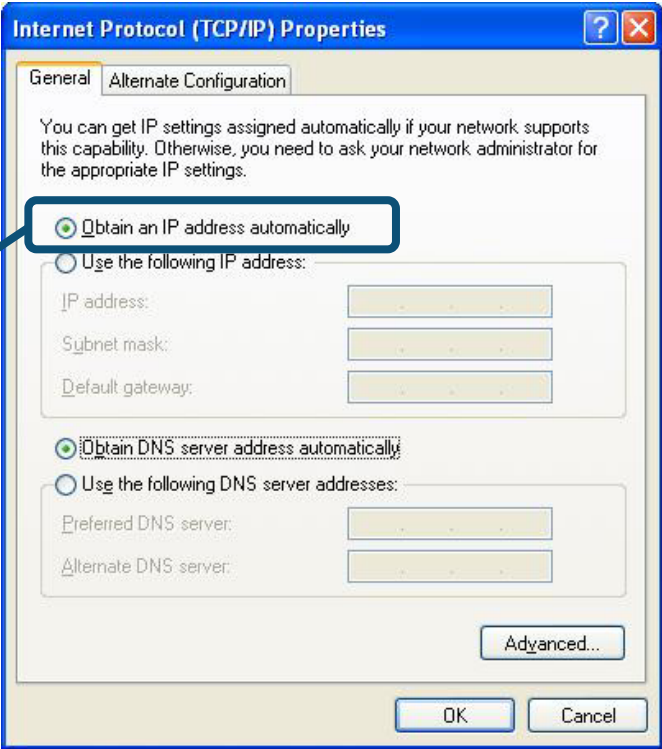 Internet Protocol (TCP/IP) Properties
General
Alternate Configuration
You can get IP settings assigned automatically if your network supports
this capability. Otherwise, you need to ask your network administrator for
the appropriate IP settings.
Obtain an IP address automatically
Use the following IP address:
IP address:
Subnet mask:
Default gateway:
Obtain DNS server address automatically
Use the following DNS server addresses:
Preferred DNS server:
Alternate DNS server:
Advanced...
OK
Cancel